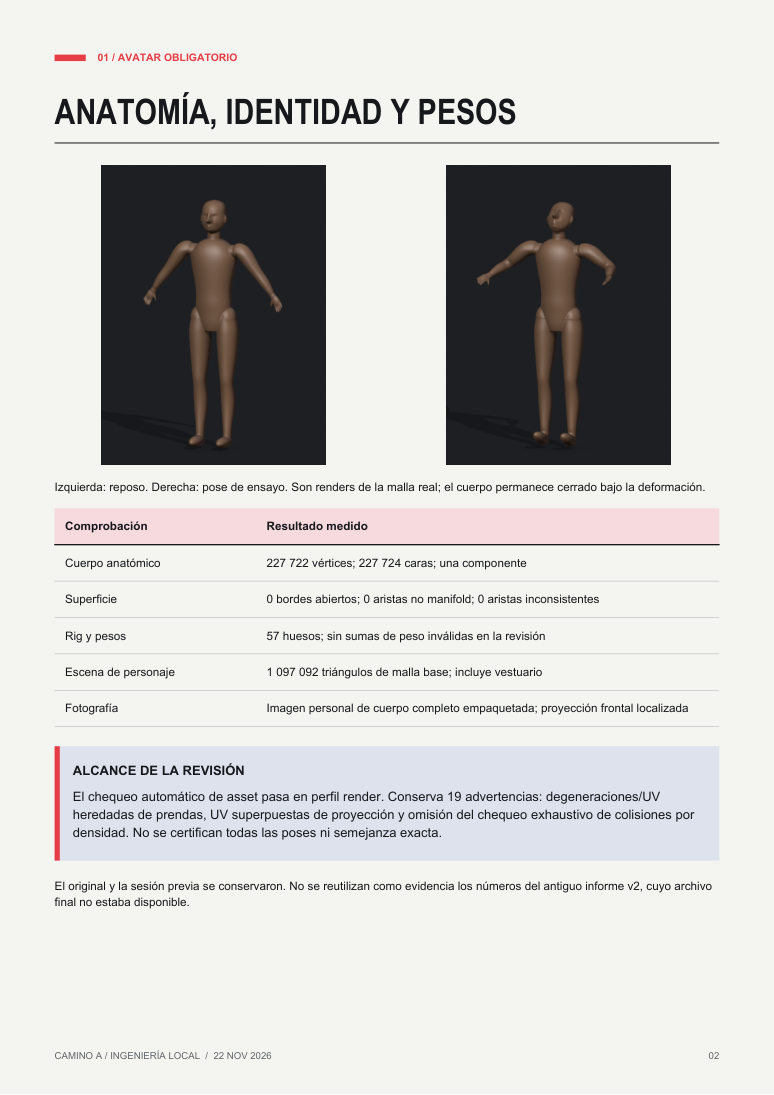 01 / AVATAR OBLIGATORIO
ANATOMÍA, IDENTIDAD Y PESOS
Izquierda: reposo. Derecha: pose de ensayo. Son renders de la malla real; el cuerpo permanece cerrado bajo la deformación.
Comprobación Resultado medido
Cuerpo anatómico 227 722 vértices; 227 724 caras; una componente
Superficie 0 bordes abiertos; 0 aristas no manifold; 0 aristas inconsistentes
Rig y pesos 57 huesos; sin sumas de peso inválidas en la revisión
Escena de personaje 1 097 092 triángulos de malla base; incluye vestuario
Fotografía Imagen personal de cuerpo completo empaquetada; proyección frontal localizada
ALCANCE DE LA REVISIÓN
El chequeo automático de asset pasa en perfil render. Conserva 19 advertencias: degeneraciones/UV
heredadas de prendas, UV superpuestas de proyección y omisión del chequeo exhaustivo de colisiones por
densidad. No se certifican todas las poses ni semejanza exacta.
El original y la sesión previa se conservaron. No se reutilizan como evidencia los números del antiguo informe v2, cuyo archivo
final no estaba disponible.
CAMINO A / INGENIERÍA LOCAL / 22 NOV 2026 02